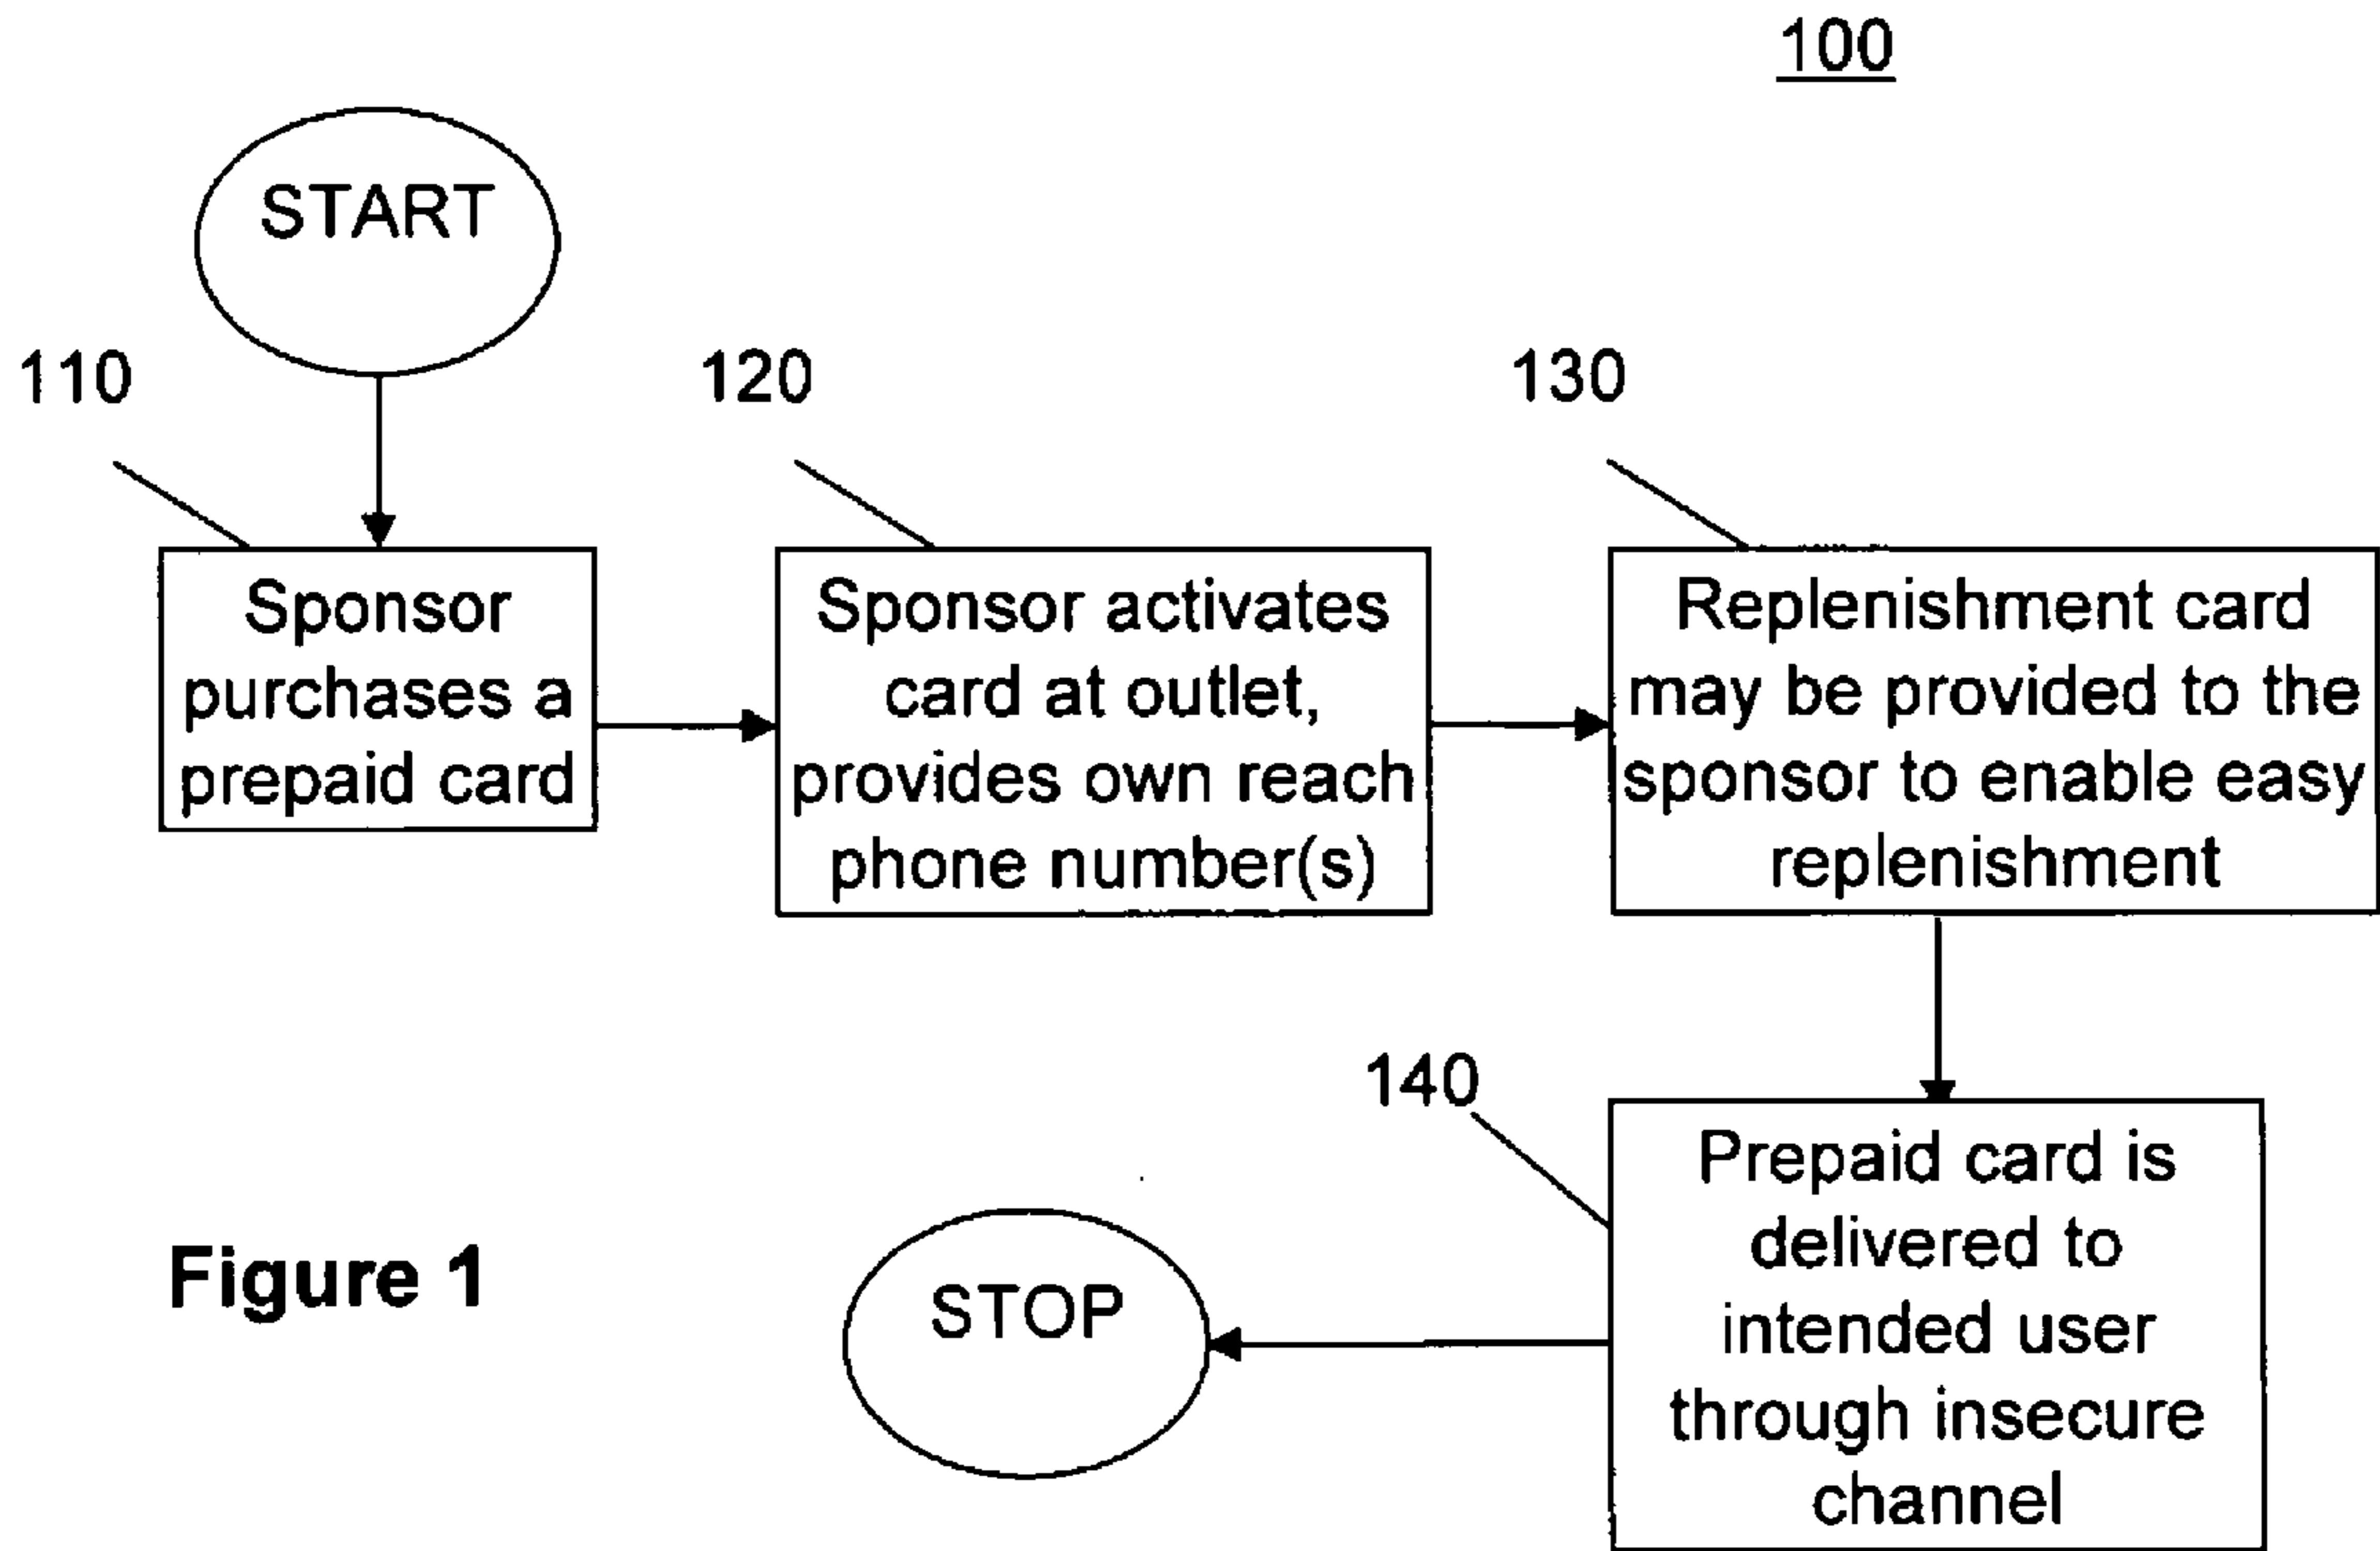 100
START
110
120
130
Sponsor
purchases a
prepaid card
Sponsor activates
card at outlet,
provides own reach
phone number(s)
Replenishment card
may be provided to the
sponsor to enable easy
replenishment
140
Prepaid card is
delivered to
intended user
through insecure
channel
STOP
Figure 1